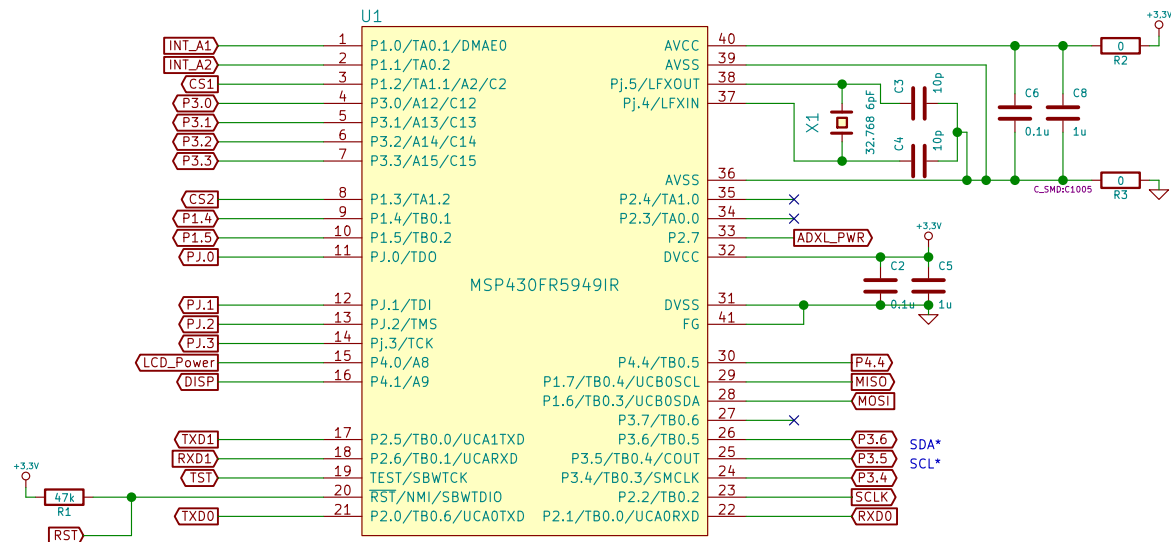 U1
+3.3V
INT_A1 1 P1.0/TA0.1/DMAE0 AVCC 40
0
R2
INT_A2 2 P1.1/TA0.2 AVSS 39
CS1 3 P1.2/TA1.1/A2/C2 Pj.5/LFXOUT 38
P3.0 4 P3.0/A12/C12 Pj.4/LFXIN 37
P3.1 5 P3.1/A13/C13
P3.2 6 P3.2/A14/C14
P3.3 7 P3.3/A15/C15
X1
32.768 6pF
C3
10p
C4
10p
C6
0.1u
C8
1u
AVSS 36
0
R3
C_SMD:C1005
CS2 8 P1.3/TA1.2 P2.4/TA1.0 35
P1.4 9 P1.4/TB0.1 P2.3/TA0.0 34
P1.5 10 P1.5/TB0.2 P2.7 33 ADXL_PWR
+3.3V
PJ.0 11 PJ.0/TDO DVCC 32
C2
0.1u
C5
1u
MSP430FR5949IR
PJ.1 12 PJ.1/TDI DVSS 31
PJ.2 13 PJ.2/TMS FG 41
PJ.3 14 Pj.3/TCK
LCD_Power 15 P4.0/A8 P4.4/TB0.5 30 P4.4
DISP 16 P4.1/A9 P1.7/TB0.4/UCB0SCL 29 MISO
P1.6/TB0.3/UCB0SDA 28 MOSI
P3.7/TB0.6 27
TXD1 17 P2.5/TB0.0/UCA1TXD P3.6/TB0.5 26 P3.6 SDA*
RXD1 18 P2.6/TB0.1/UCARXD P3.5/TB0.4/COUT 25 P3.5 SCL*
+3.3V
TST 19 TEST/SBWTCK P3.4/TB0.3/SMCLK 24 P3.4
47k
R1
20 RST/NMI/SBWTDIO P2.2/TB0.2 23 SCLK
TXD0 21 P2.0/TB0.6/UCA0TXD P2.1/TB0.0/UCA0RXD 22 RXD0
RST